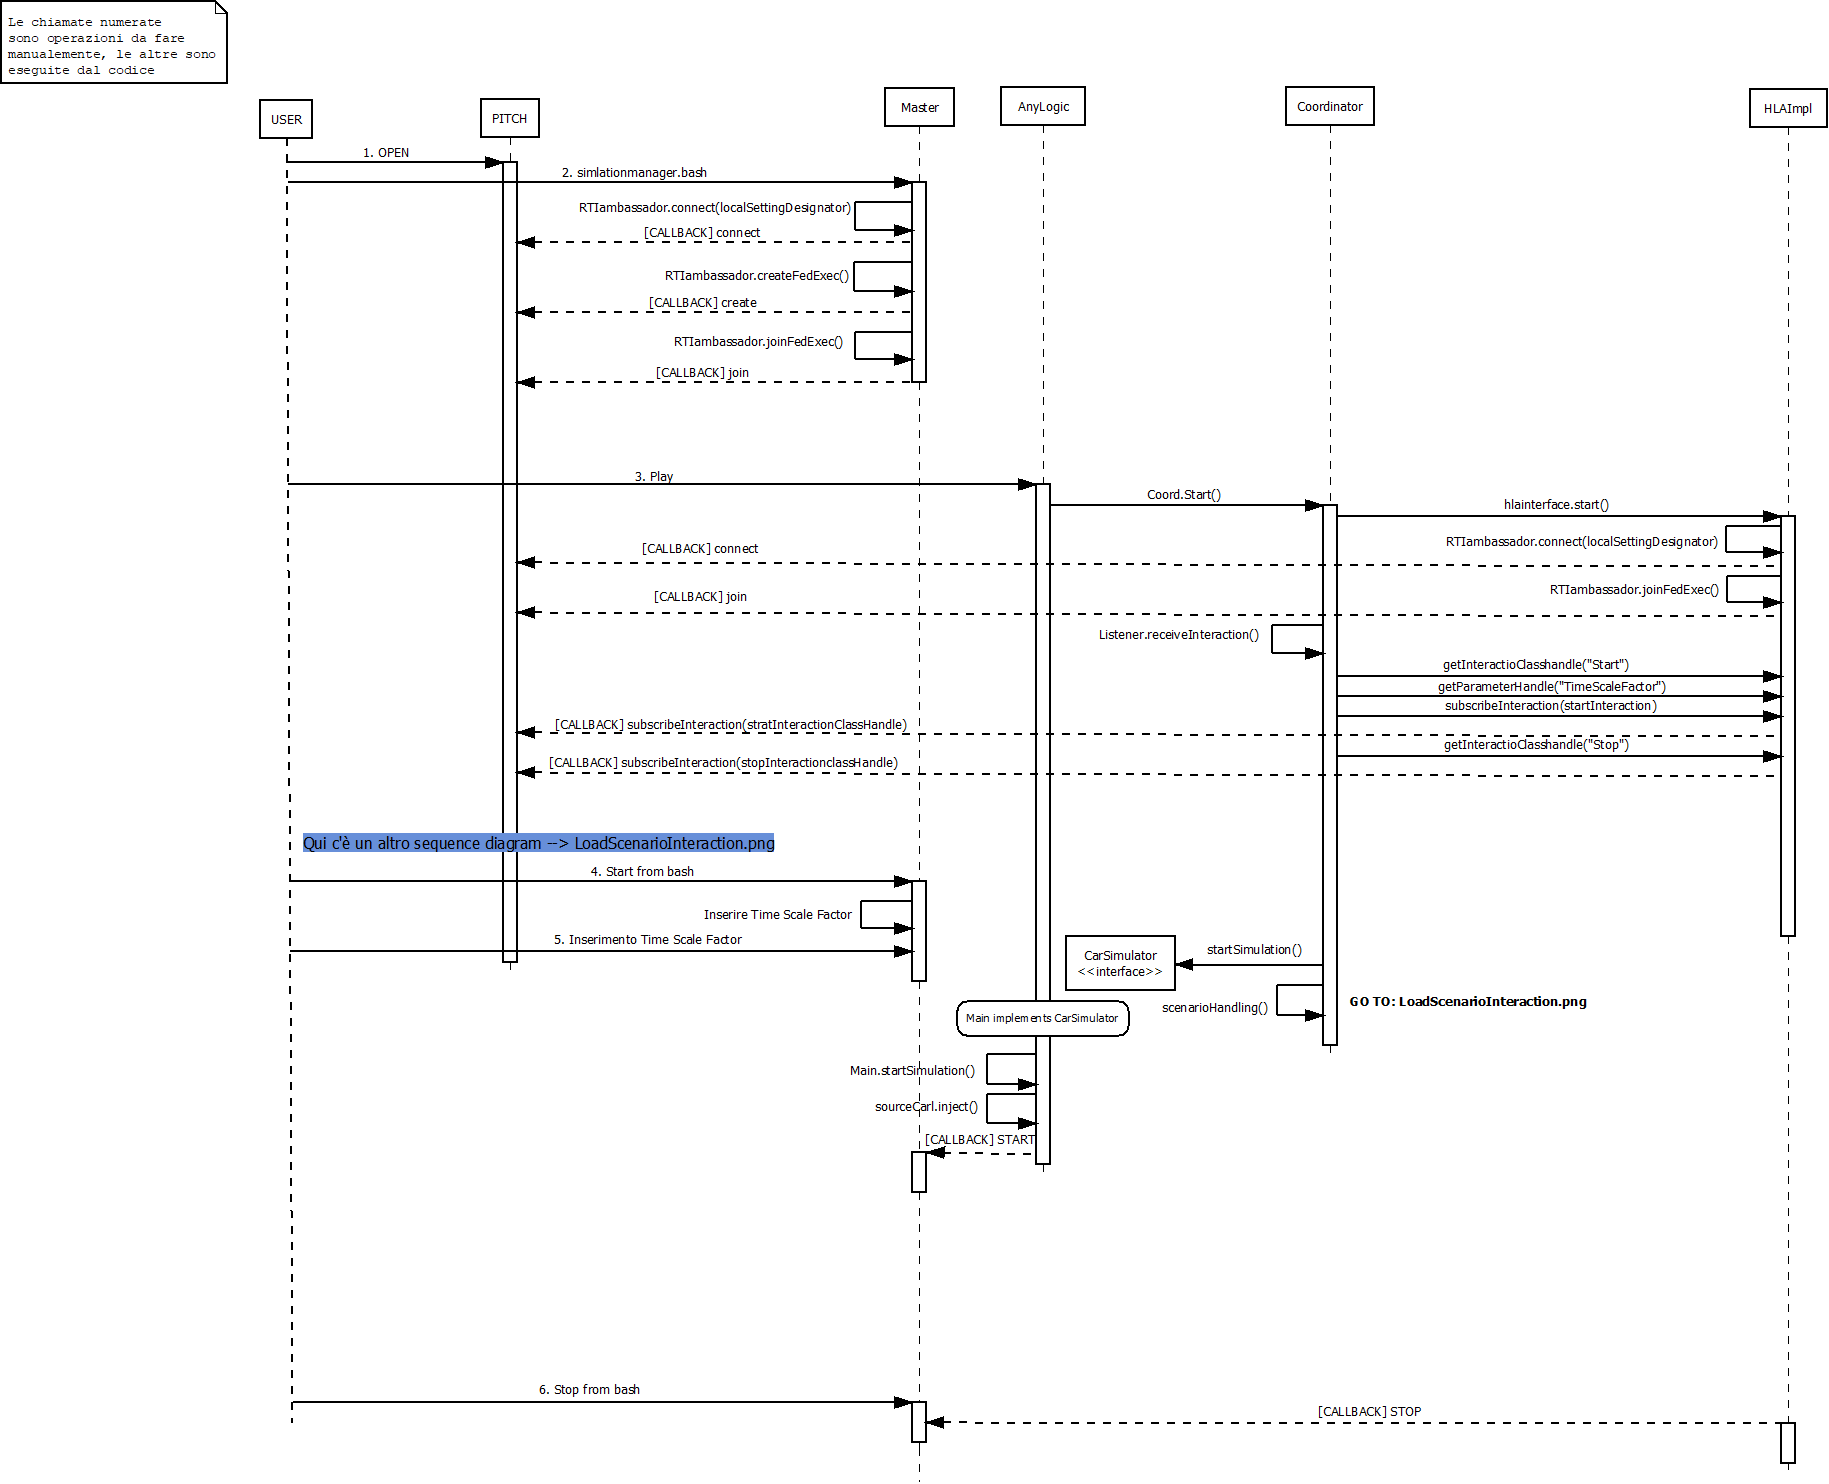 Le chiamate numerate
sono operazioni da fare
manualemente, le altre sono
eseguite dal codice
USER
PITCH
Master
AnyLogic
Coordinator
HLAImpl
1. OPEN
2. simlationmanager.bash
RTIambassador.connect(localSettingDesignator)
[CALLBACK] connect
RTIambassador.createFedExec()
[CALLBACK] create
RTIambassador.joinFedExec()
[CALLBACK] join
3. Play
Coord.Start()
hlainterface.start()
RTIambassador.connect(localSettingDesignator)
[CALLBACK] connect
RTIambassador.joinFedExec()
[CALLBACK] join
Listener.receiveInteraction()
getInteractioClasshandle("Start")
getParameterHandle("TimeScaleFactor")
subscribeInteraction(startInteraction)
[CALLBACK] subscribeInteraction(stratInteractionClassHandle)
getInteractioClasshandle("Stop")
[CALLBACK] subscribeInteraction(stopInteractionclassHandle)
Qui c'è un altro sequence diagram --> LoadScenarioInteraction.png
4. Start from bash
Inserire Time Scale Factor
5. Inserimento Time Scale Factor
startSimulation()
CarSimulator
<<interface>>
scenarioHandling()
GO TO: LoadScenarioInteraction.png
Main implements CarSimulator
Main.startSimulation()
sourceCarl.inject()
[CALLBACK] START
6. Stop from bash
[CALLBACK] STOP